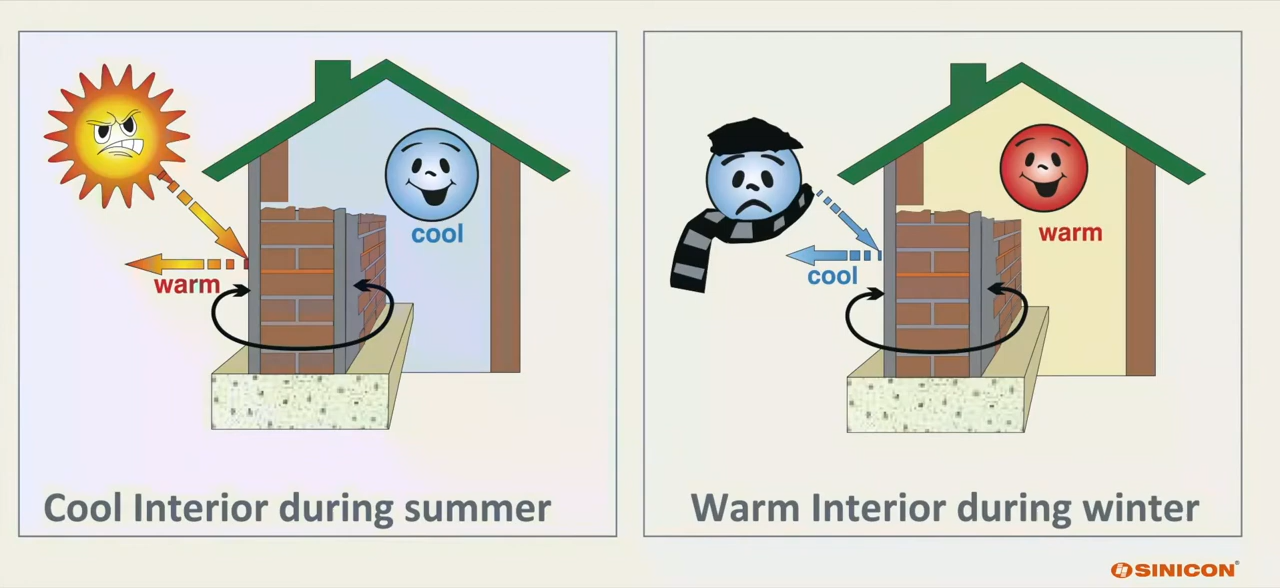 cool
warm
Cool Interior during summer
warm
cool
Warm Interior during winter
SINICON®